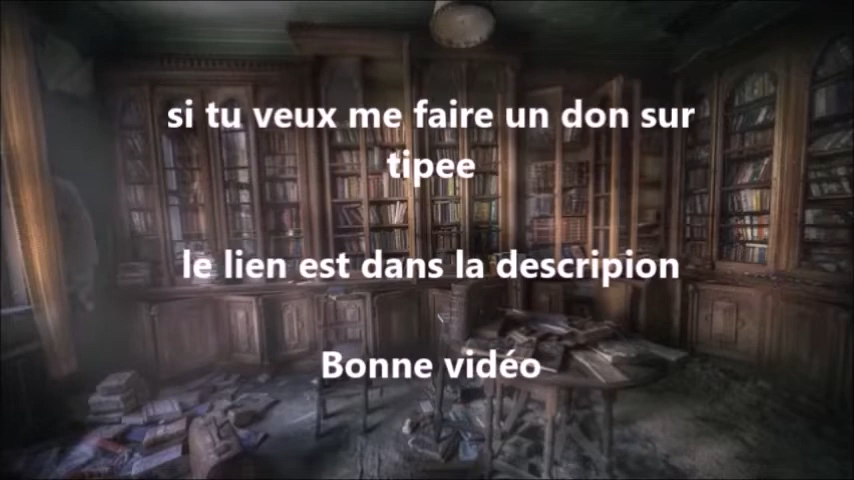 si tu veux me faire un don sur
tipee
le lien est dans la descripion
Bonne vidéo